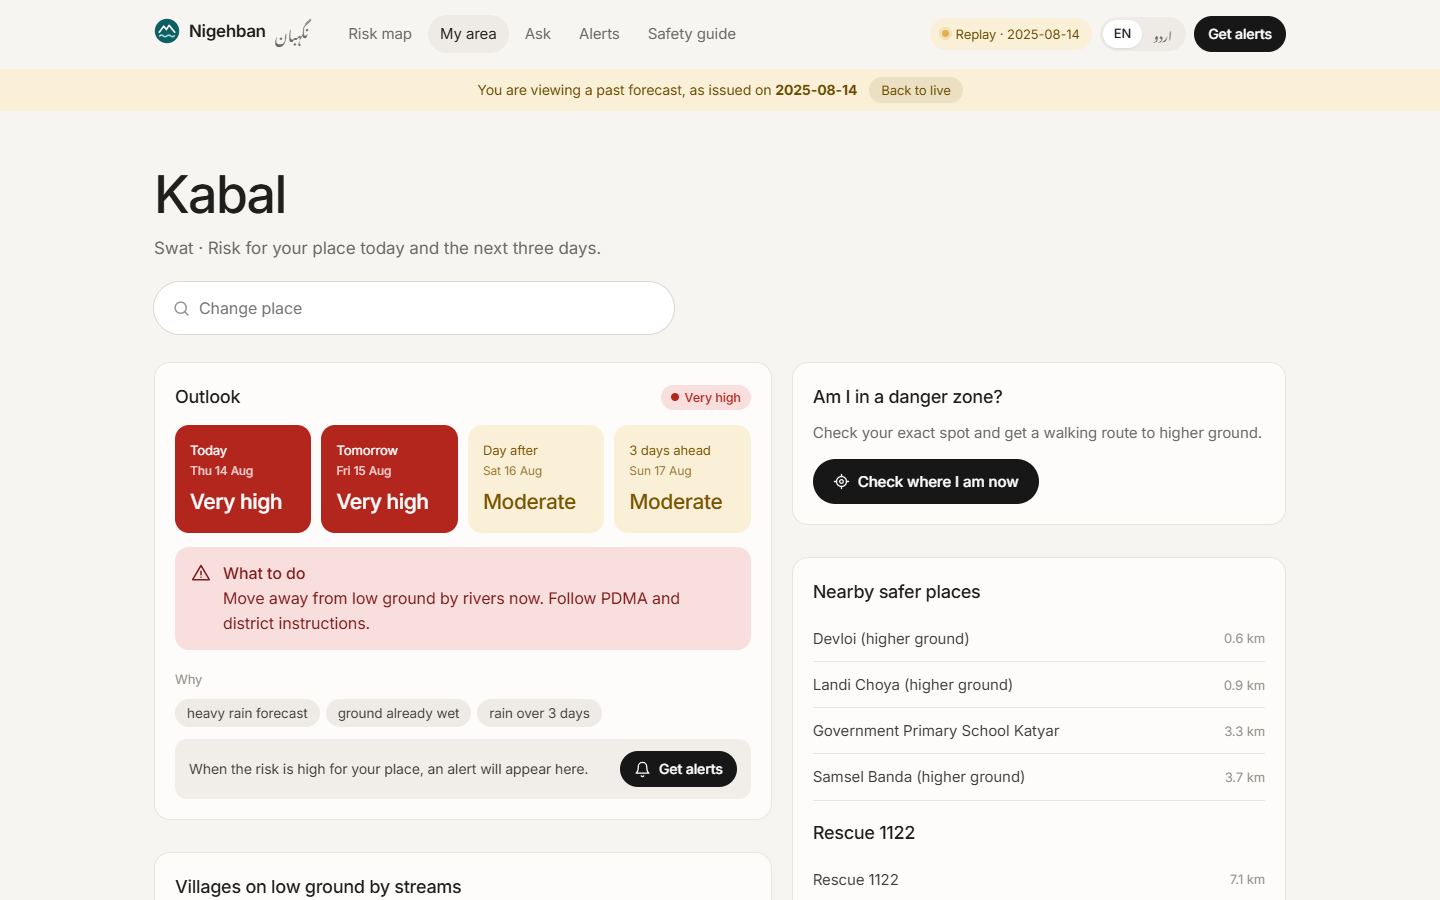 Nigehban نگہبان
Risk map
My area
Ask
Alerts
Safety guide
Replay · 2025-08-14
EN
اردو
Get alerts
You are viewing a past forecast, as issued on 2025-08-14
Back to live
Kabal
Swat · Risk for your place today and the next three days.
Change place
Outlook
Very high
Today
Thu 14 Aug
Very high
Tomorrow
Fri 15 Aug
Very high
Day after
Sat 16 Aug
Moderate
3 days ahead
Sun 17 Aug
Moderate
What to do
Move away from low ground by rivers now. Follow PDMA and
district instructions.
Why
heavy rain forecast
ground already wet
rain over 3 days
When the risk is high for your place, an alert will appear here.
Get alerts
Villages on low ground by streams
Am I in a danger zone?
Check your exact spot and get a walking route to higher ground.
Check where I am now
Nearby safer places
Devloi (higher ground) 0.6 km
Landi Choya (higher ground) 0.9 km
Government Primary School Katyar 3.3 km
Samsel Banda (higher ground) 3.7 km
Rescue 1122
Rescue 1122 7.1 km